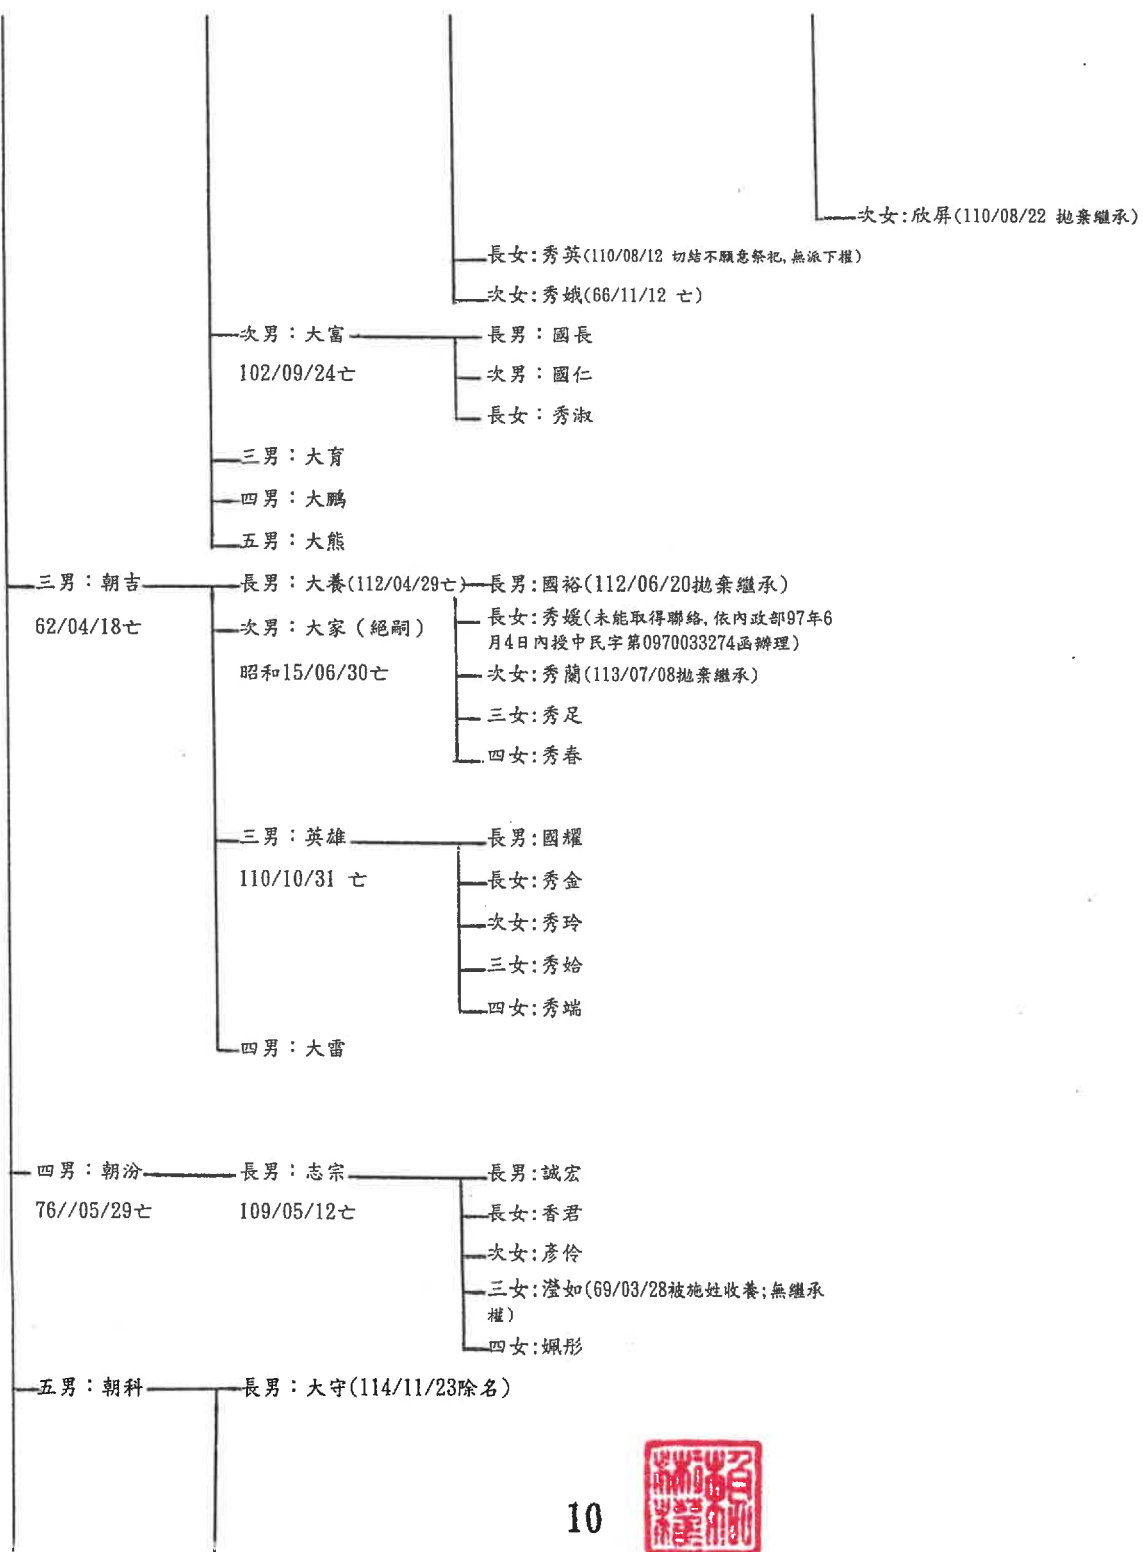 次女:欣屏(110/08/22 拋棄繼承)
長女:秀英(110/08/12 切結不願意祭祀,無派下權)
次女:秀娥(66/11/12 亡)
次男：大富 長男：國長
102/09/24亡 次男：國仁
長女：秀淑
三男：大育
四男：大鵬
五男：大熊
三男：朝吉 長男：大養(112/04/29亡) 長男:國裕(112/06/20拋棄繼承)
62/04/18亡 次男：大家（絕嗣） 長女:秀媛(未能取得聯絡,依內政部97年6
月4日內授中民字第0970033274函辦理)
昭和15/06/30亡 次女:秀蘭(113/07/08拋棄繼承)
三女:秀足
四女:秀春
三男：英雄 長男:國耀
110/10/31 亡 長女:秀金
次女:秀玲
三女:秀始
四女:秀端
四男：大雷
四男：朝汾 長男：志宗 長男:誠宏
76//05/29亡 109/05/12亡 長女:香君
次女:彥伶
三女:瀅如(69/03/28被施姓收養;無繼承
權)
四女:姵彤
五男：朝科 長男：大守(114/11/23除名)
10